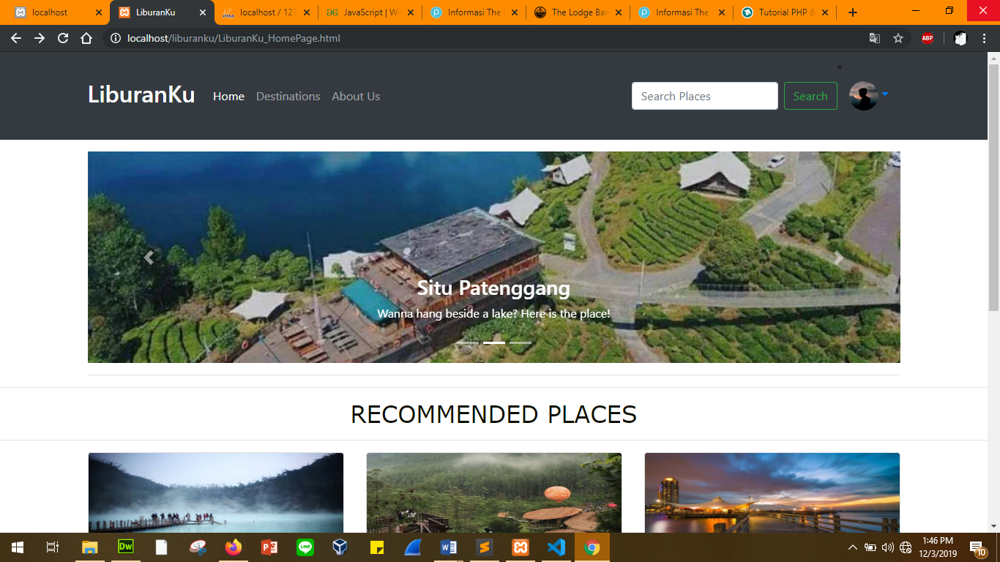 localhost
LiburanKu
localhost / 127
JavaScript | Wi
Informasi The
The Lodge Bar
Informasi The
Tutorial PHP &
localhost/liburanku/LiburanKu_HomePage.html
ABP
LiburanKu
Home
Destinations
About Us
Search Places
Search
Situ Patenggang
Wanna hang beside a lake? Here is the place!
RECOMMENDED PLACES
Dw
LINE
1:46 PM
12/3/2019
10